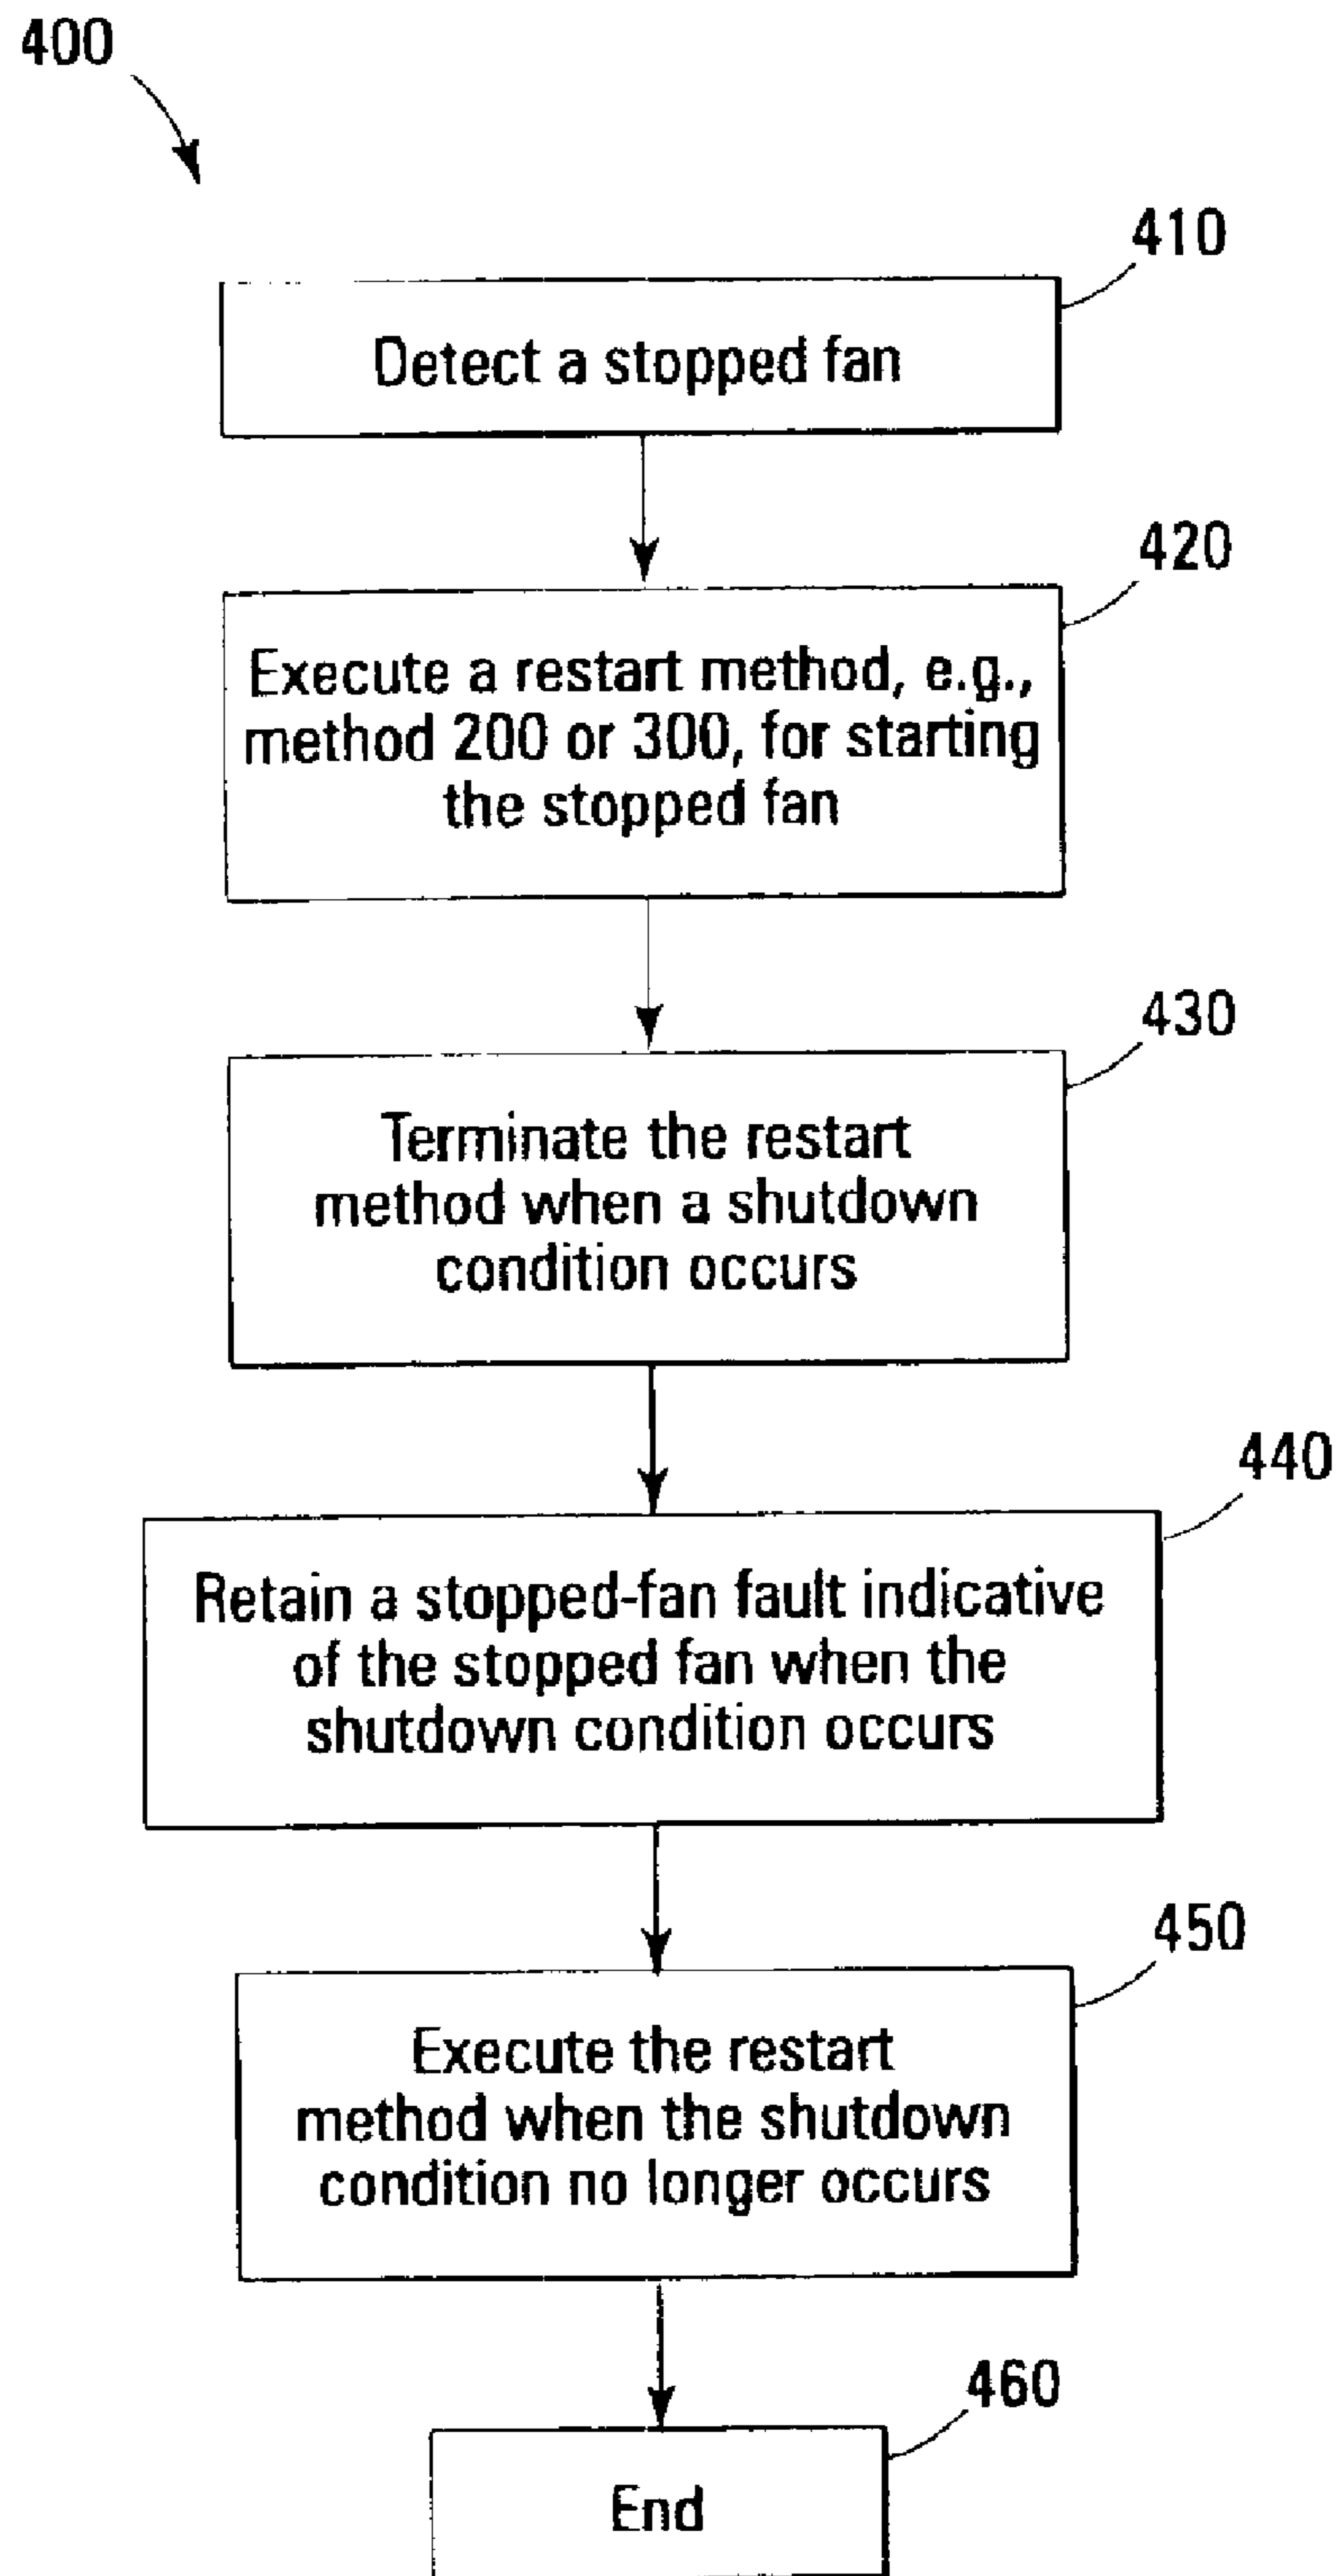 400
410
Detect a stopped fan
420
Execute a restart method, e.g.,
method 200 or 300, for starting
the stopped fan
430
Terminate the restart
method when a shutdown
condition occurs
440
Retain a stopped-fan fault indicative
of the stopped fan when the
shutdown condition occurs
450
Execute the restart
method when the shutdown
condition no longer occurs
460
End